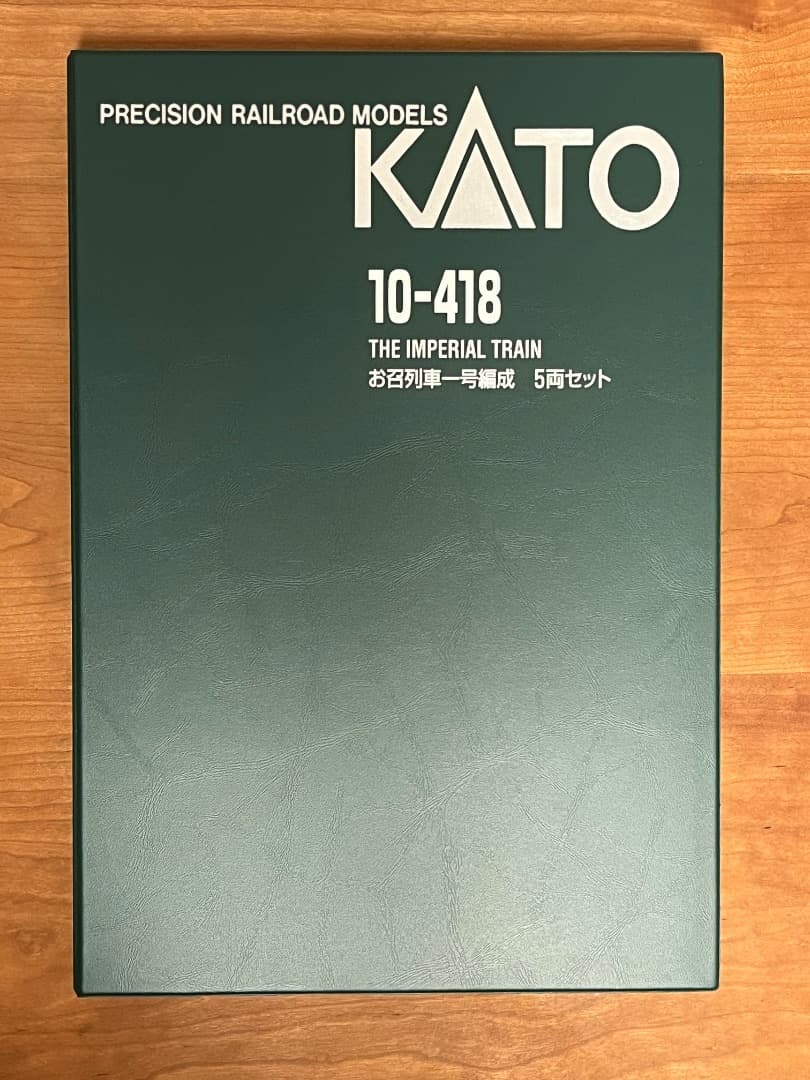 PRECISION RAILROAD MODELS
KATO
10-418
THE IMPERIAL TRAIN
お召列車一号編成 5両セット